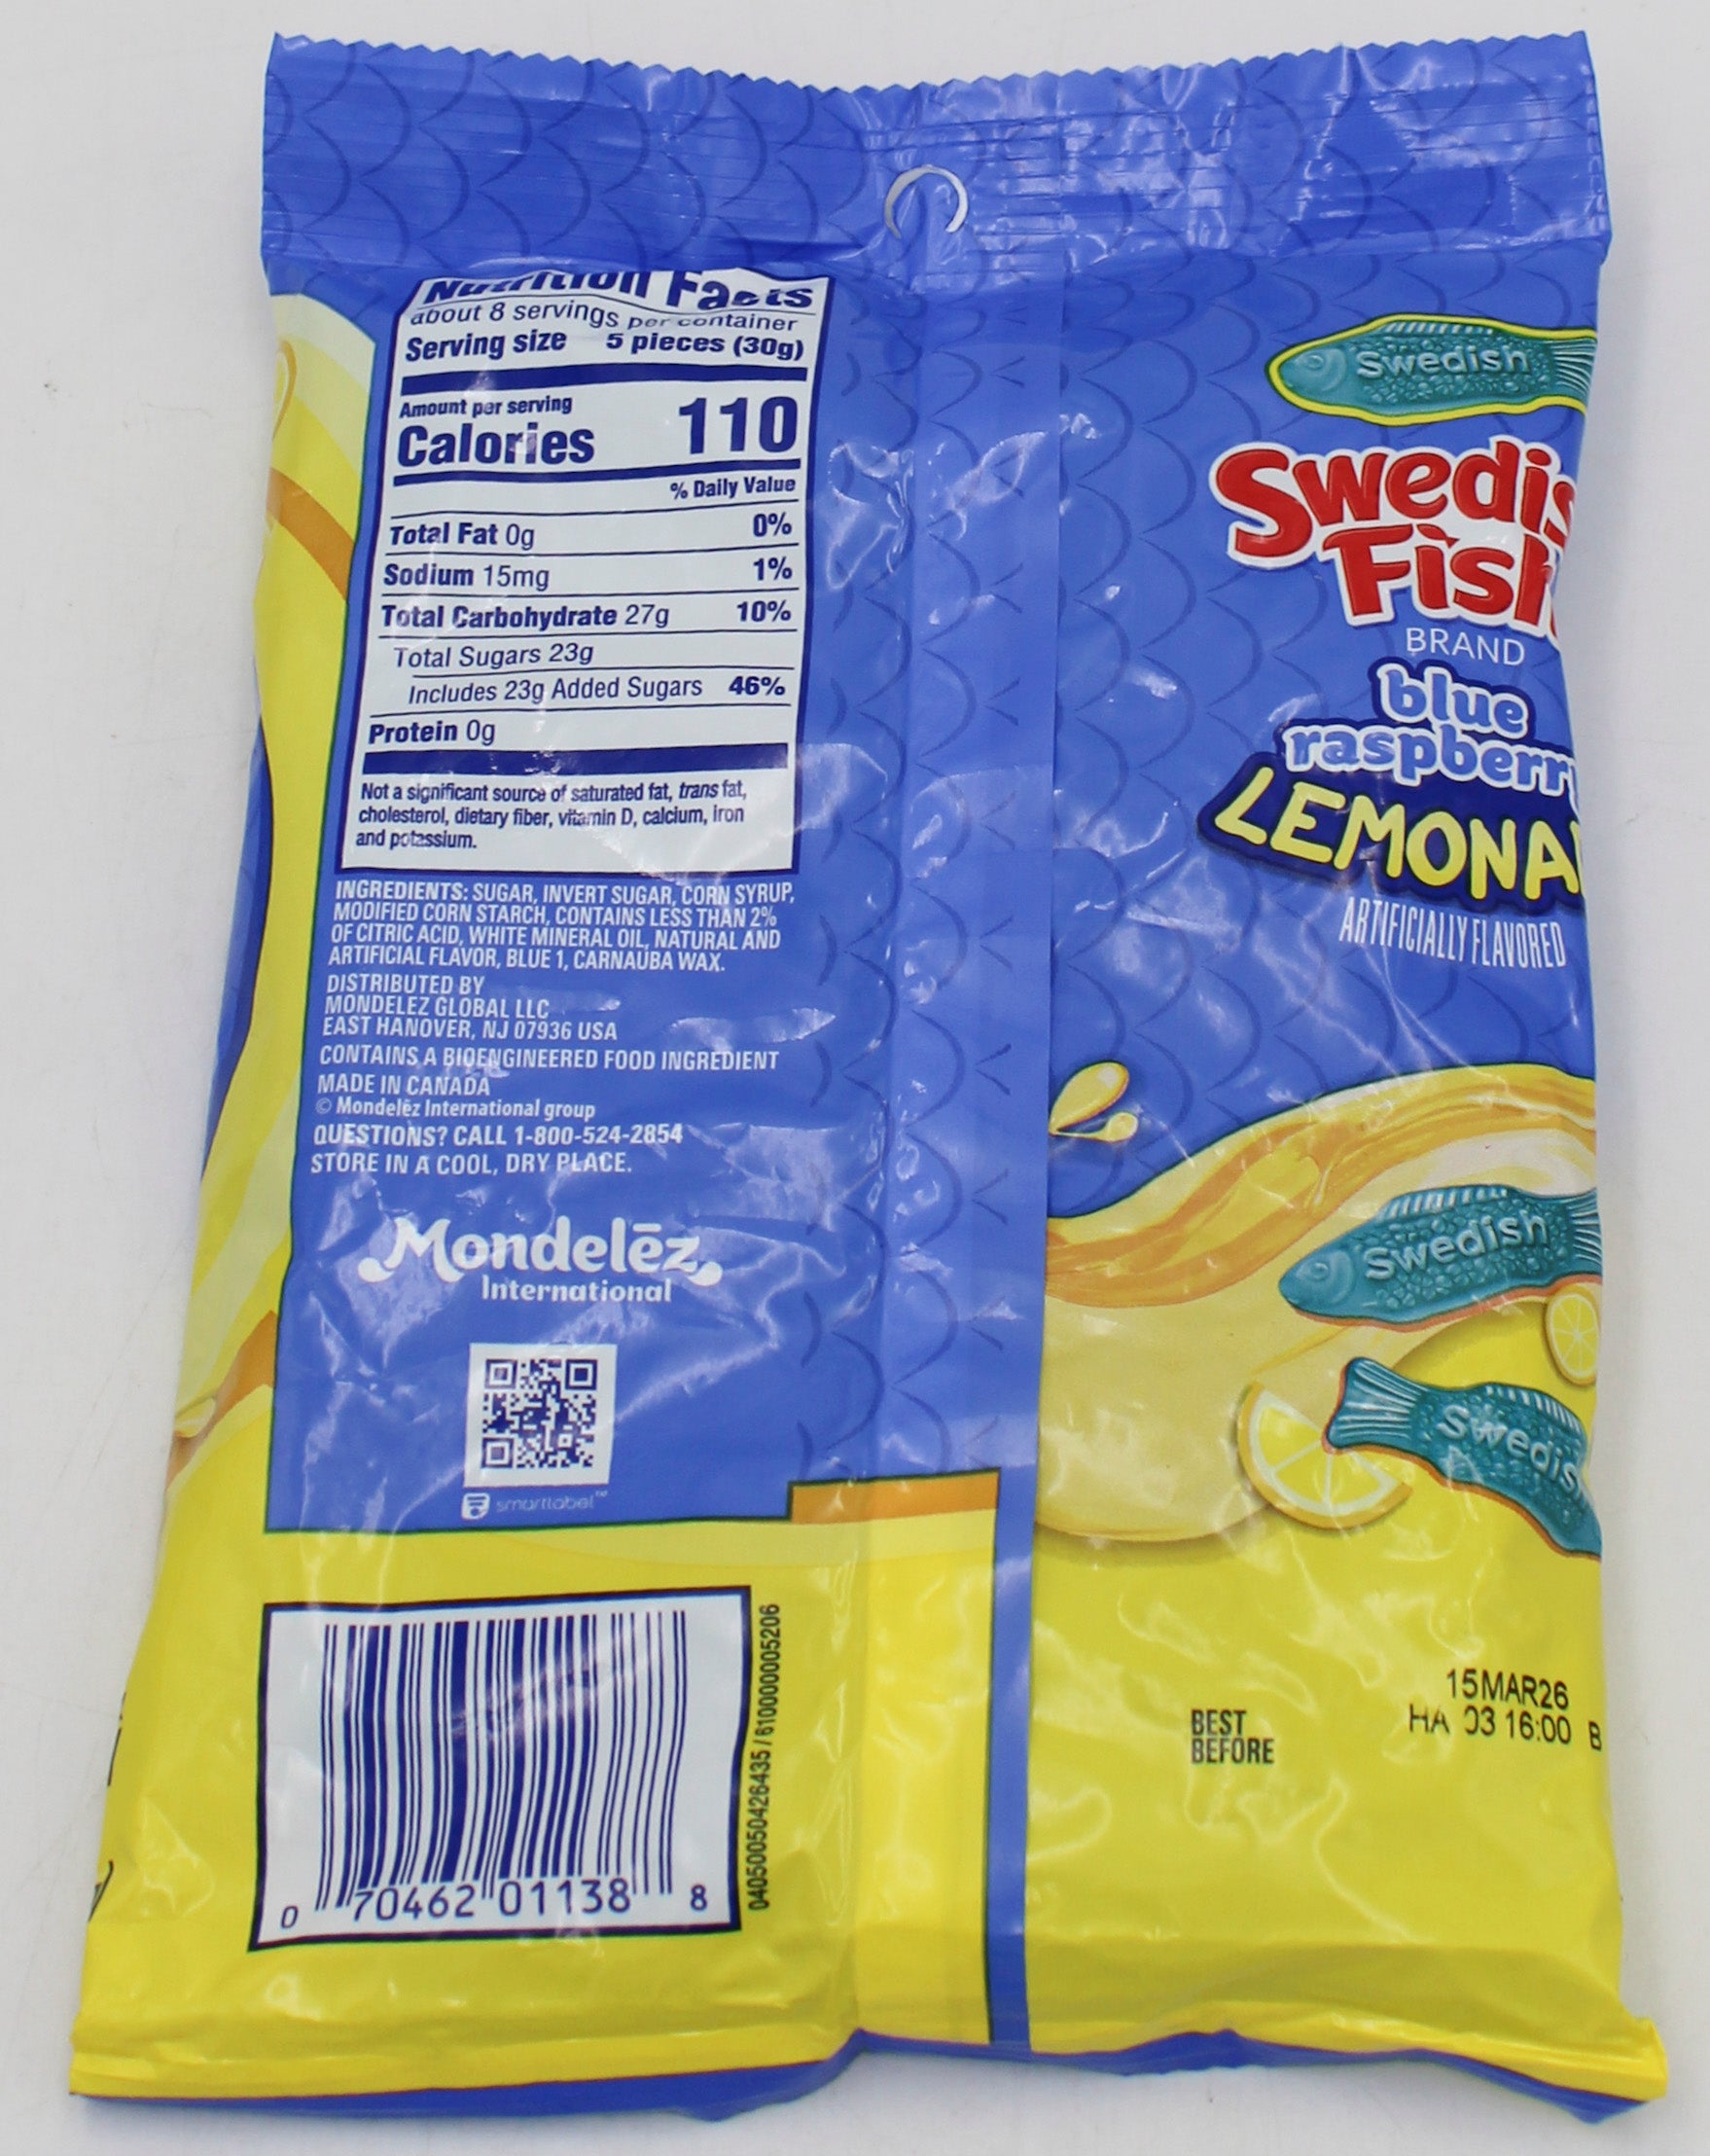 Nutrition Facts
about 8 servings per container
Serving size 5 pieces (30g)
Amount per serving
Calories 110
% Daily Value
Total Fat 0g 0%
Sodium 15mg 1%
Total Carbohydrate 27g 10%
Total Sugars 23g
Includes 23g Added Sugars 46%
Protein 0g
Not a significant source of saturated fat, trans fat,
cholesterol, dietary fiber, vitamin D, calcium, iron
and potassium.
INGREDIENTS: SUGAR, INVERT SUGAR, CORN SYRUP,
MODIFIED CORN STARCH, CONTAINS LESS THAN 2%
OF CITRIC ACID, WHITE MINERAL OIL, NATURAL AND
ARTIFICIAL FLAVOR, BLUE 1, CARNAUBA WAX.
DISTRIBUTED BY
MONDELEZ GLOBAL LLC
EAST HANOVER, NJ 07936 USA
CONTAINS A BIOENGINEERED FOOD INGREDIENT
MADE IN CANADA
© Mondelēz International group
QUESTIONS? CALL 1-800-524-2854
STORE IN A COOL, DRY PLACE.
Mondelēz
International
smartlabel™
0 70462 01138 8
04050050426435 / 610000005206
Swedish
Swedis
Fish
BRAND
blue
raspberry
LEMONA
ARTIFICIALLY FLAVORED
Swedish
Swedish
BEST
BEFORE
15MAR26
HA 03 16:00 B